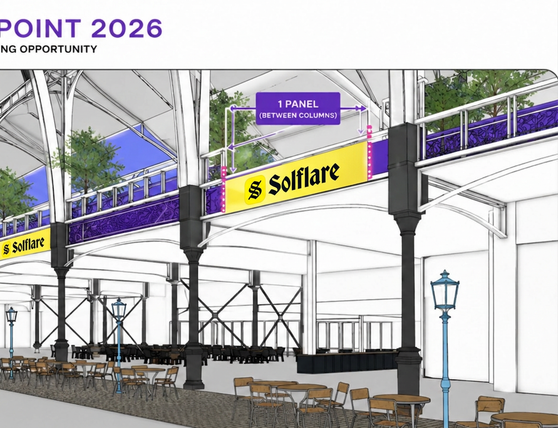 POINT 2026
NG OPPORTUNITY
1 PANEL
(BETWEEN COLUMNS)
S Solflare
S Solflare